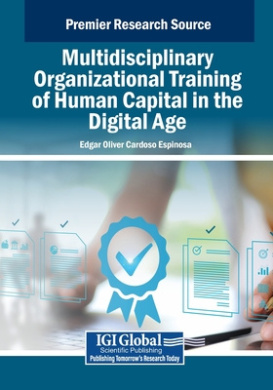 Premier Research Source
Multidisciplinary
Organizational Training
of Human Capital in the
Digital Age
Edgar Oliver Cardoso Espinosa
IGI Global
Scientific Publishing
Publishing Tomorrow's Research Today